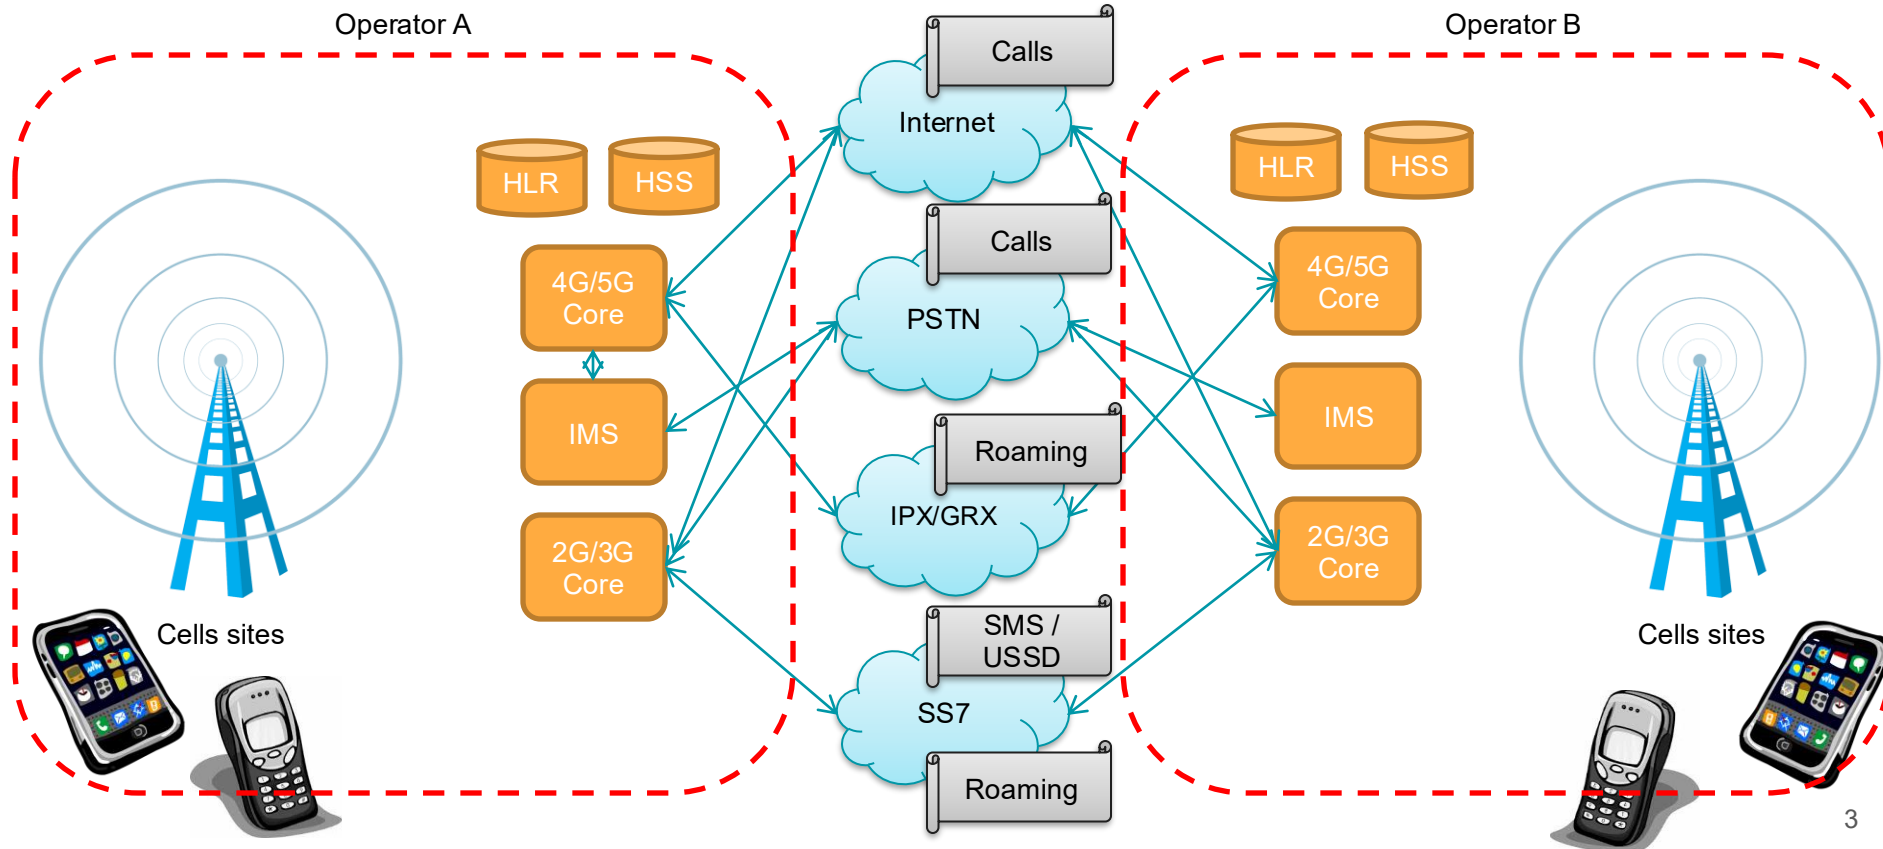 Operator A
Operator B
Calls
Internet
HLR
HSS
HLR
HSS
Calls
4G/5G
Core
PSTN
4G/5G
Core
IMS
IMS
Roaming
IPX/GRX
2G/3G
Core
2G/3G
Core
Cells sites
SMS /
USSD
Cells sites
SS7
Roaming
3